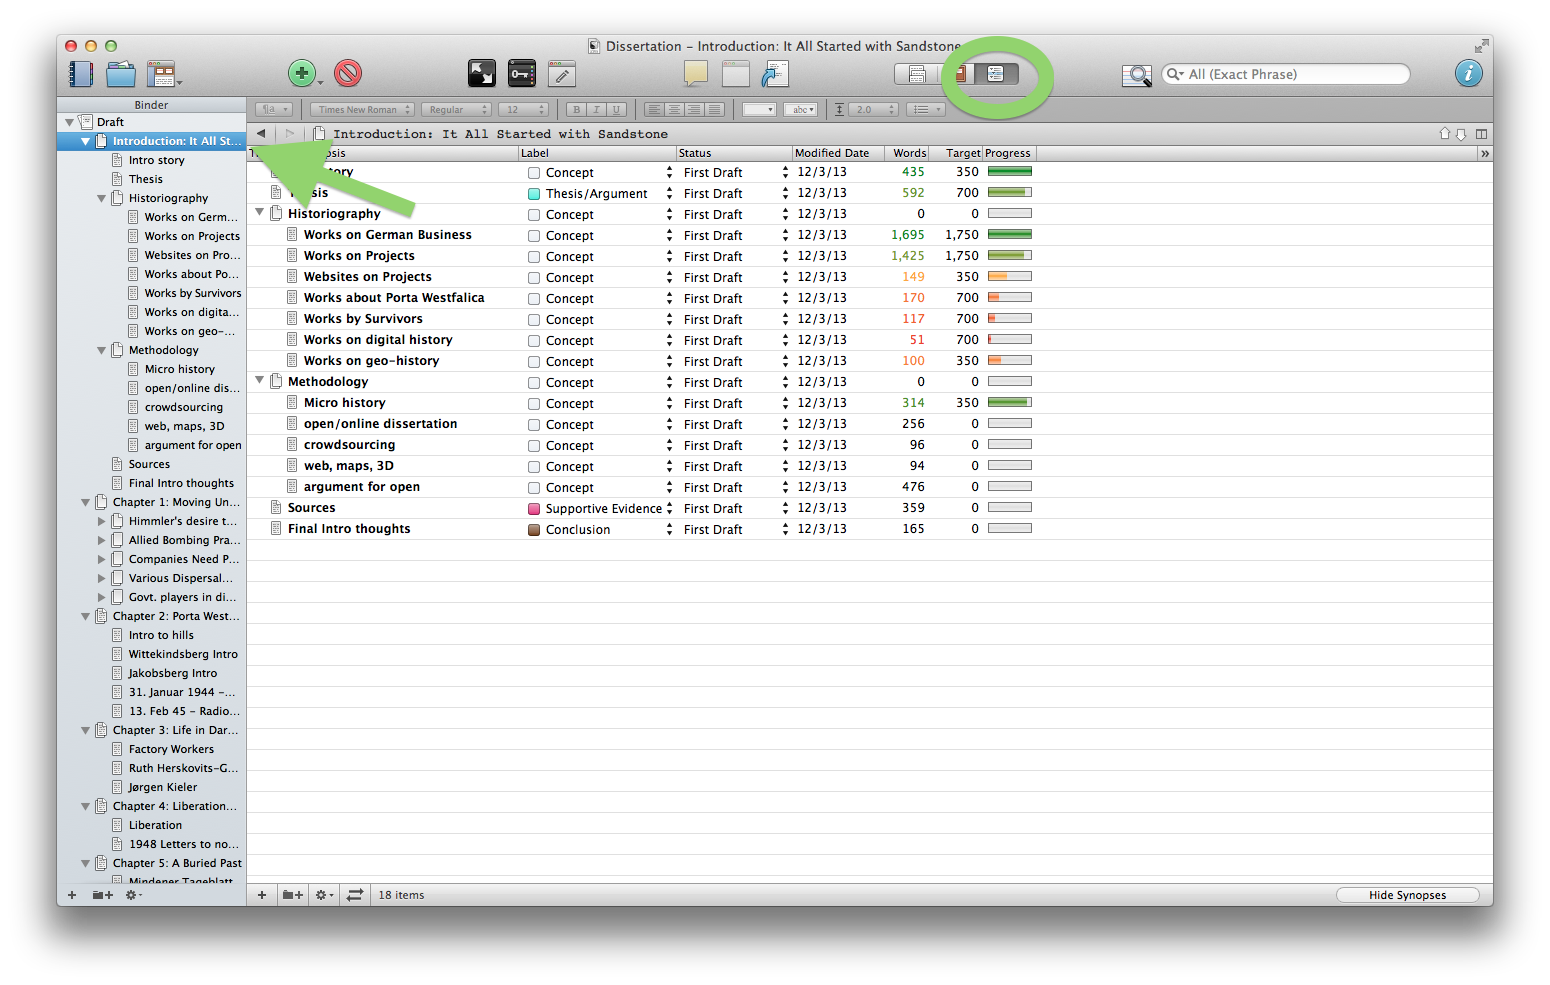 Dissertation – Introduction: It All Started with Sandstone
All (Exact Phrase)
Binder
¶a Times New Roman Regular 12 B I U abc 2.0
Draft
Introduction: It All St...
Intro story
Thesis
Historiography
Works on Germ...
Works on Projects
Websites on Pro...
Works about Po...
Works by Survivors
Works on digita...
Works on geo-...
Methodology
Micro history
open/online dis...
crowdsourcing
web, maps, 3D
argument for open
Sources
Final Intro thoughts
Chapter 1: Moving Un...
Himmler's desire t...
Allied Bombing Pra...
Companies Need P...
Various Dispersal...
Govt. players in di...
Chapter 2: Porta West...
Intro to hills
Wittekindsberg Intro
Jakobsberg Intro
31. Januar 1944 –...
13. Feb 45 – Radio...
Chapter 3: Life in Dar...
Factory Workers
Ruth Herskovits-G...
Jørgen Kieler
Chapter 4: Liberation...
Liberation
1948 Letters to no...
Chapter 5: A Buried Past
Mindener Tageblatt
Introduction: It All Started with Sandstone
Label Status Modified Date Words Target Progress »
Concept First Draft 12/3/13 435 350
Thesis/Argument First Draft 12/3/13 592 700
Historiography Concept First Draft 12/3/13 0 0
Works on German Business Concept First Draft 12/3/13 1,695 1,750
Works on Projects Concept First Draft 12/3/13 1,425 1,750
Websites on Projects Concept First Draft 12/3/13 149 350
Works about Porta Westfalica Concept First Draft 12/3/13 170 700
Works by Survivors Concept First Draft 12/3/13 117 700
Works on digital history Concept First Draft 12/3/13 51 700
Works on geo-history Concept First Draft 12/3/13 100 350
Methodology Concept First Draft 12/3/13 0 0
Micro history Concept First Draft 12/3/13 314 350
open/online dissertation Concept First Draft 12/3/13 256 0
crowdsourcing Concept First Draft 12/3/13 96 0
web, maps, 3D Concept First Draft 12/3/13 94 0
argument for open Concept First Draft 12/3/13 476 0
Sources Supportive Evidence First Draft 12/3/13 359 0
Final Intro thoughts Conclusion First Draft 12/3/13 165 0
18 items
Hide Synopses